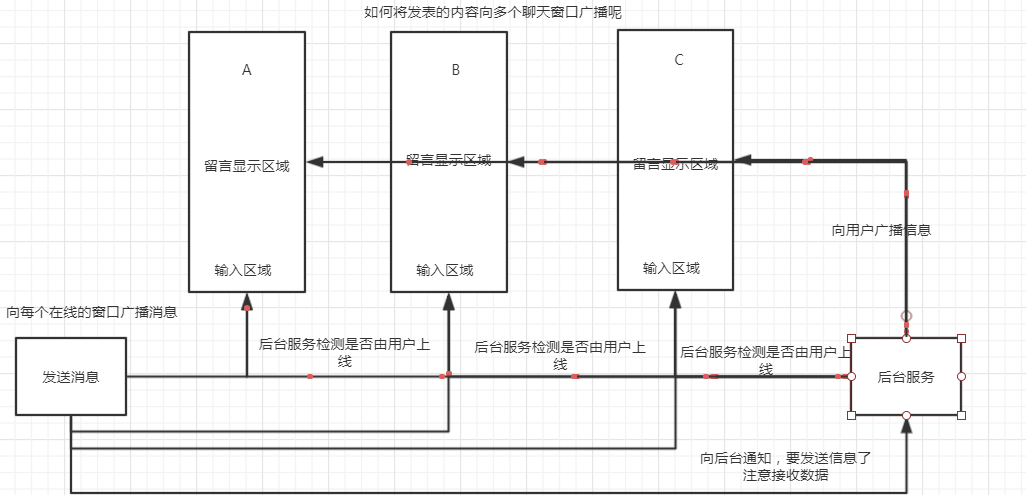 如何将发表的内容向多个聊天窗口广播呢
A
B
C
留言显示区域
留言显示区域
留言显示区域
向用户广播信息
输入区域
输入区域
输入区域
向每个在线的窗口广播消息
后台服务检测是否由用户上
线
后台服务检测是否由用户上
线
后台服务检测是否由用户上
线
发送消息
后台服务
向后台通知，要发送信息了
注意接收数据